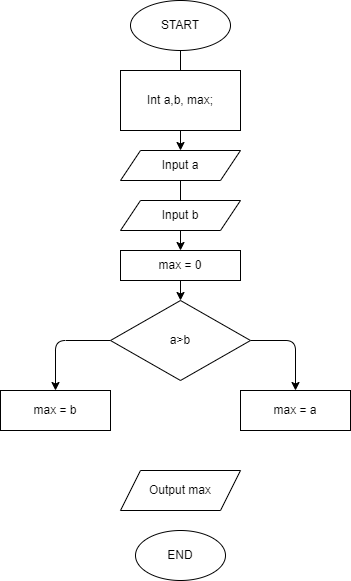 START
Int a,b, max;
Input a
Input b
max = 0
a>b
max = b
max = a
Output max
END